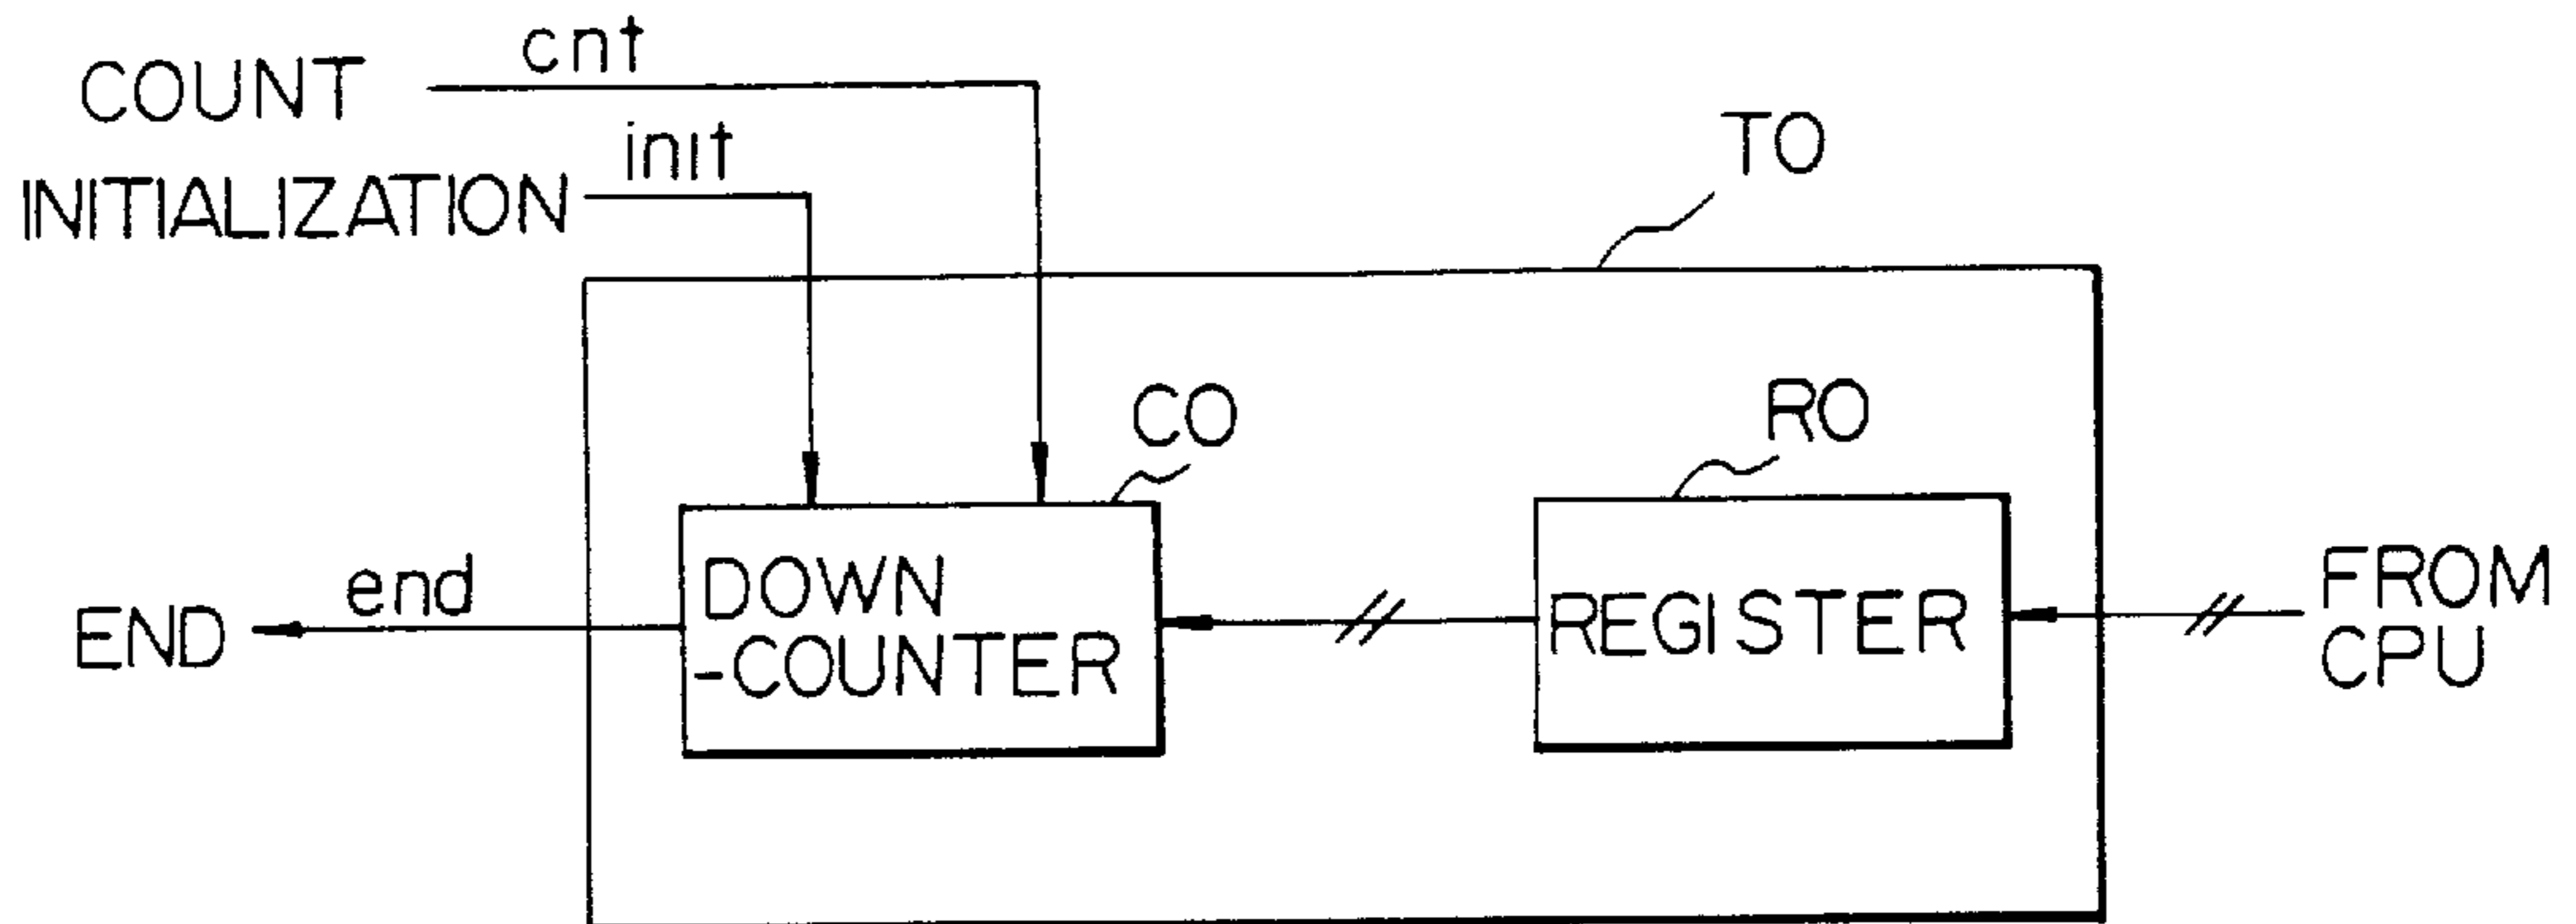 cnt
COUNT
init
INITIALIZATION
TO
CO
RO
end
END
DOWN
-COUNTER
REGISTER
FROM
CPU